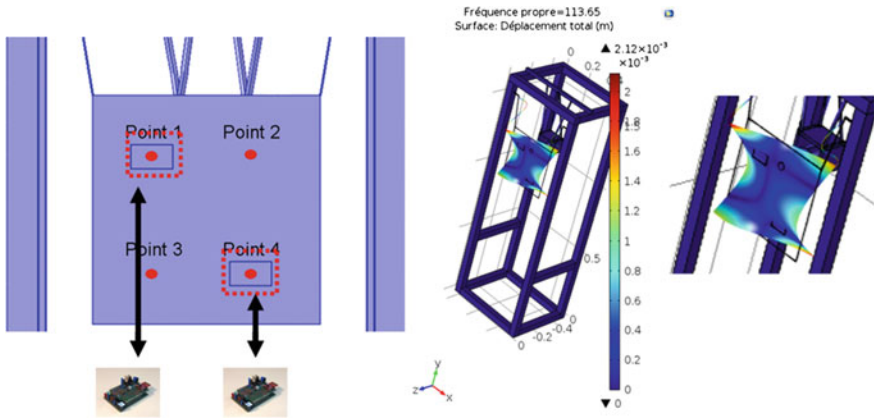 Point 1
Point 2
Point 3
Point 4
Fréquence propre=113.65
Surface: Déplacement total (m)
▲ 2.12×10⁻³
×10⁻³
0
0.2
2
1.8
1.6
1.4
1.2
1
0.8
0.6
0.4
0.2
0
▼ 0
0.5
0
-0.2
-0.4
0
y
z
x